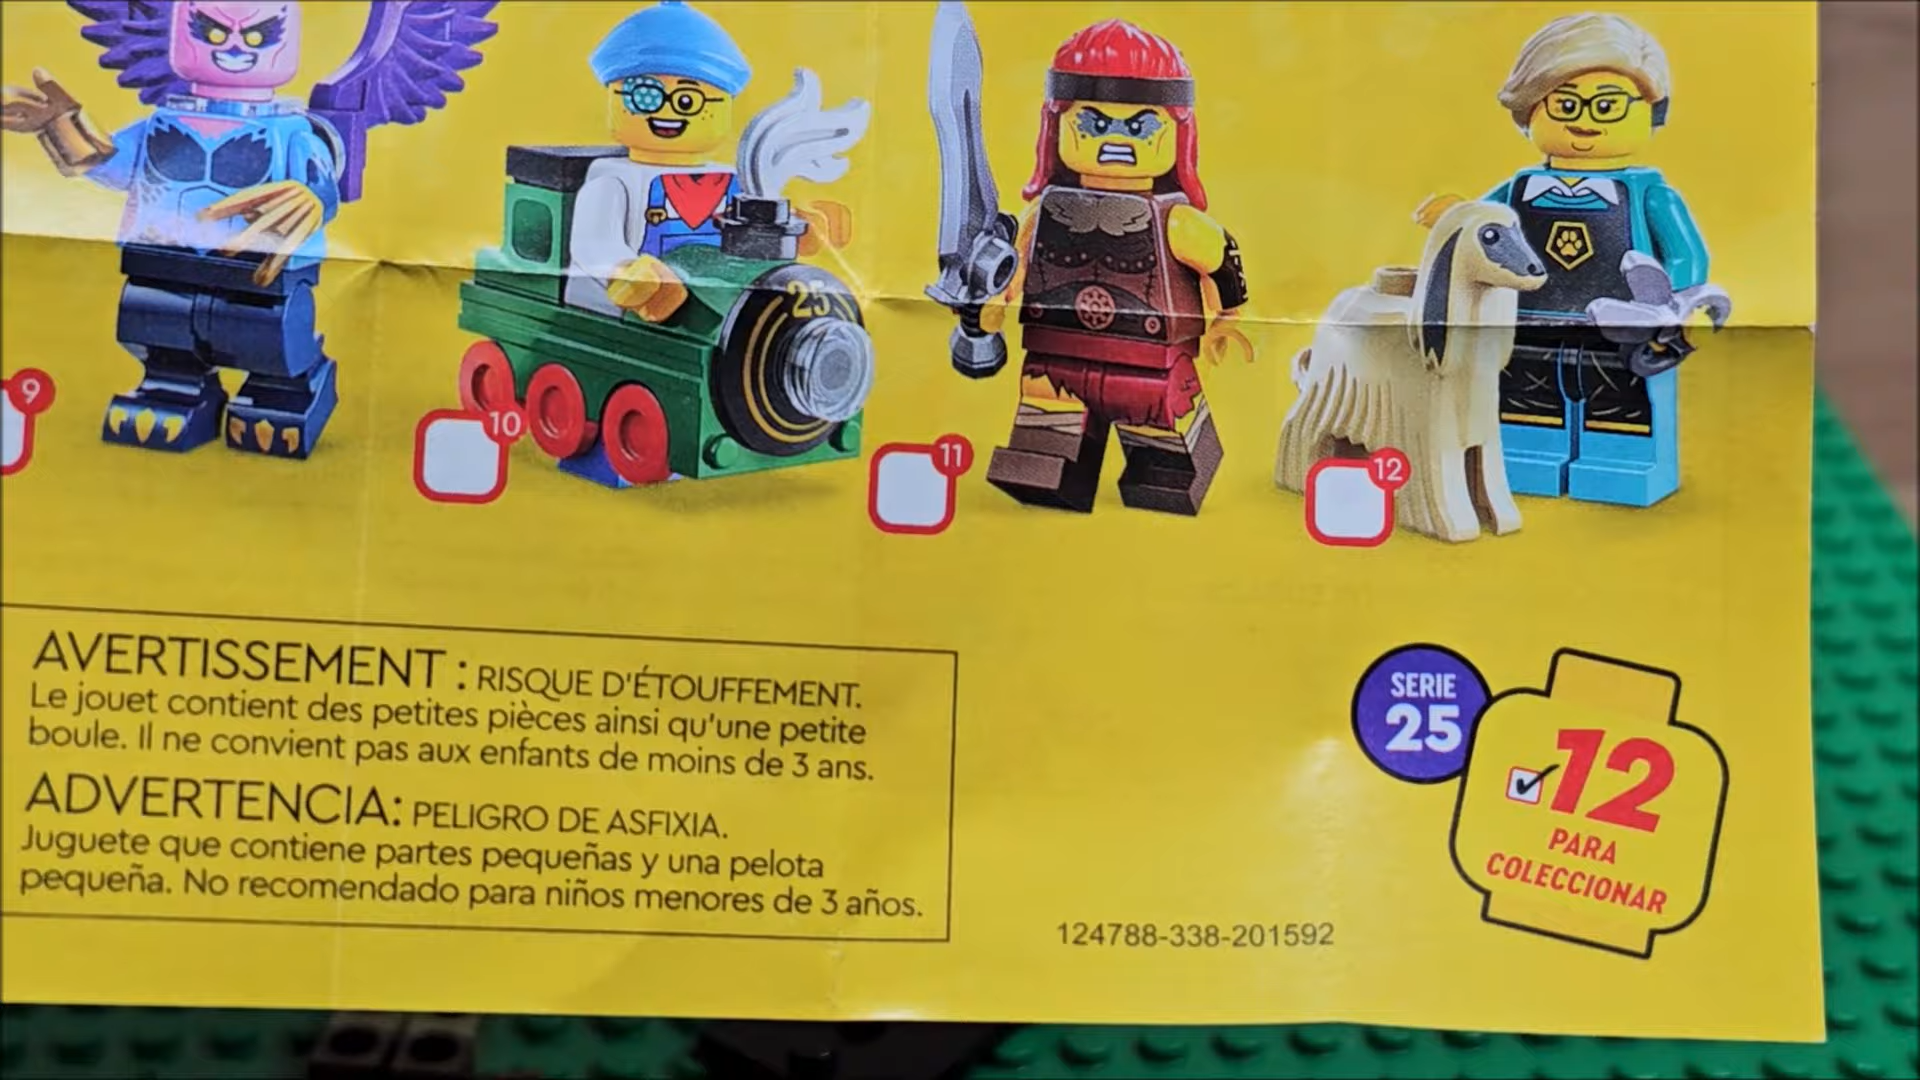 25
9
10
11
12
AVERTISSEMENT : RISQUE D'ÉTOUFFEMENT.
Le jouet contient des petites pièces ainsi qu'une petite
boule. Il ne convient pas aux enfants de moins de 3 ans.
ADVERTENCIA: PELIGRO DE ASFIXIA.
Juguete que contiene partes pequeñas y una pelota
pequeña. No recomendado para niños menores de 3 años.
124788-338-201592
SERIE
25
12
PARA
COLECCIONAR